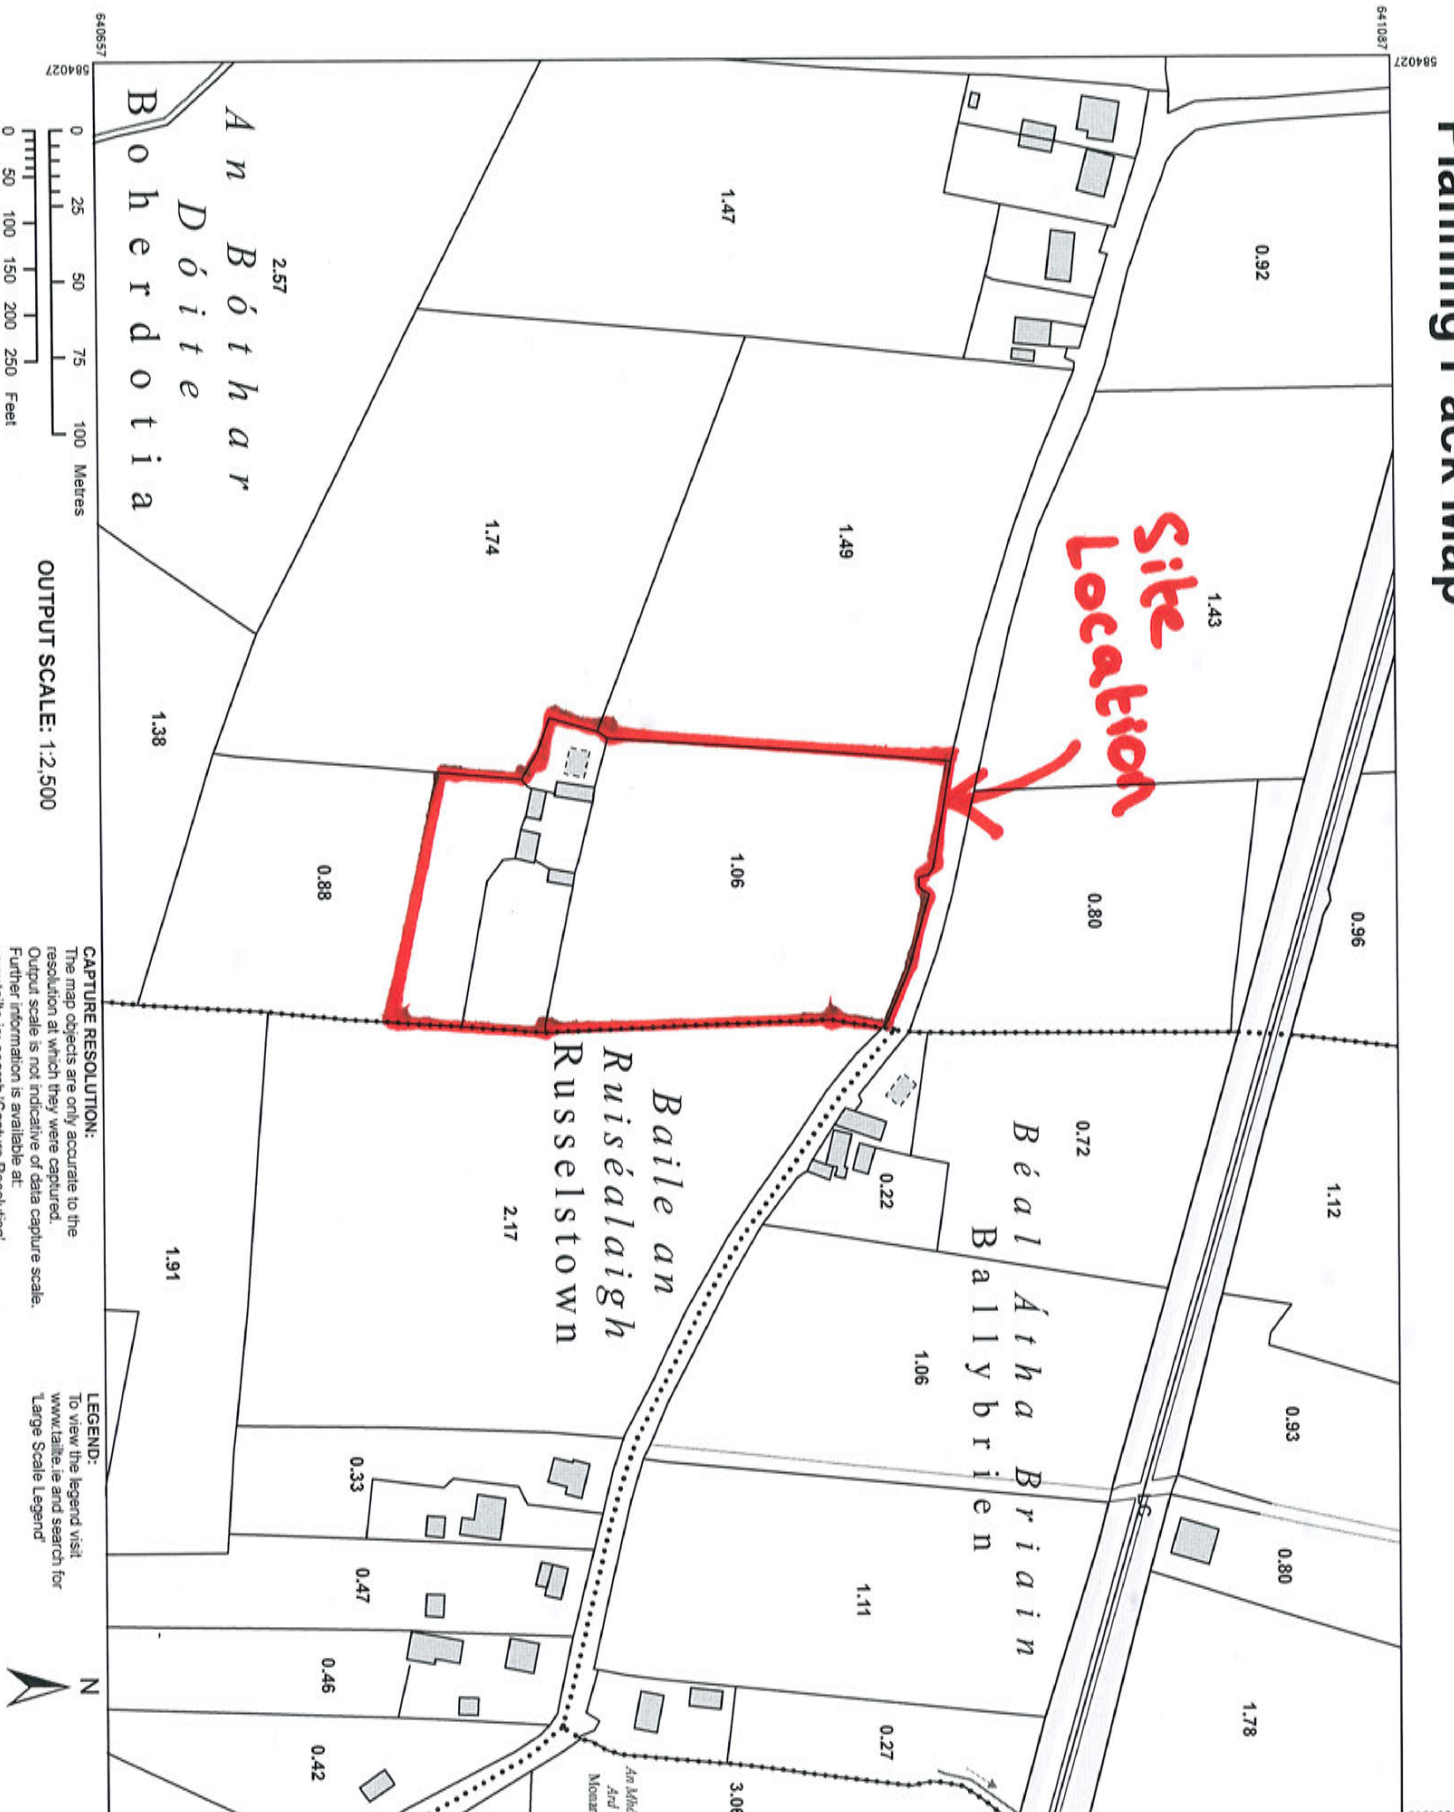 Planning Pack Map
641087
584027
640657
584027
An Bóthar
Dóite
Boherdotia
2.57
1.47
0.92
1.49
1.43
1.74
1.38
Site
Location
1.06
0.88
0.80
0.96
Baile an
Ruiséalaigh
Russelstown
Béal Átha Briain
Ballybrien
0.72
1.12
0.22
2.17
1.91
1.06
0.93
0.33
0.47
0.46
0.42
1.11
0.80
1.78
0.27
An
Ard
0 25 50 75 100 Metres
0 50 100 150 200 250 Feet
OUTPUT SCALE: 1:2,500
CAPTURE RESOLUTION:
The map objects are only accurate to the
resolution at which they were captured.
Output scale is not indicative of data capture scale.
Further information is available at:
LEGEND:
To view the legend visit
www.tailte.ie and search for
'Large Scale Legend'
N